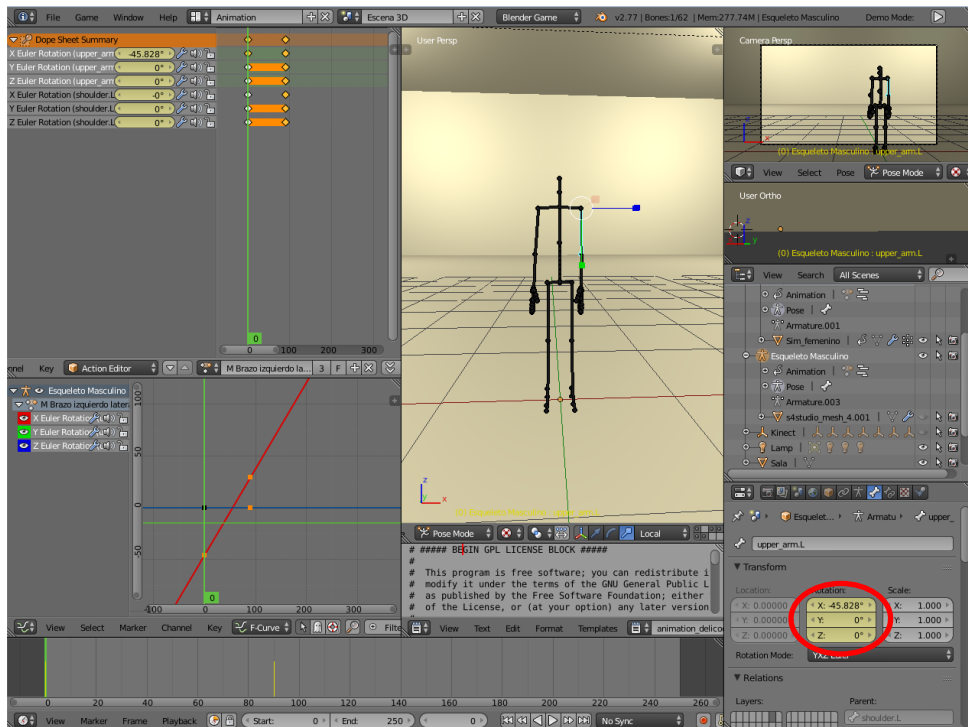 File Game Window Help Animation Escena 3D Blender Game v2.77 | Bones:1/62 | Mem:277.74M | Esqueleto Masculino Demo Mode:
Dope Sheet Summary
X Euler Rotation (upper_arm -45.828°
Y Euler Rotation (upper_arm 0°
Z Euler Rotation (upper_arm 0°
X Euler Rotation (shoulder.L -0°
Y Euler Rotation (shoulder.L 0°
Z Euler Rotation (shoulder.L 0°
0
0 100 200 300
nnel Key Action Editor M Brazo izquierdo la... 3 F
Esqueleto Masculino
M Brazo izquierdo later
X Euler Rotatio
Y Euler Rotatio
Z Euler Rotatio
100
50
0
-50
0
-100 0 100 200 300
View Select Marker Channel Key F-Curve Filte
User Persp
z
y x
Pose Mode Local
# ##### BEGIN GPL LICENSE BLOCK #####
#
# This program is free software; you can redistribute i
# modify it under the terms of the GNU General Public L
# as published by the Free Software Foundation; either
# of the License, or (at your option) any later version
View Text Edit Format Templates animation_delico
Camera Persp
z
x
(0) Esqueleto Masculino : upper_arm.L
View Select Pose Pose Mode
User Ortho
z
y
(0) Esqueleto Masculino : upper_arm.L
View Search All Scenes
Animation
Pose
Armature.001
Sim_femenino
Esqueleto Masculino
Animation
Pose
Armature.003
s4studio_mesh_4.001
Kinect
Lamp
Sala
Esquelet... Armatu upper_
upper_arm.L
Transform
Location: Rotation: Scale:
X: 0.00000 X: -45.828° X: 1.000
Y: 0.00000 Y: 0° Y: 1.000
Z: 0.00000 Z: 0° Z: 1.000
Rotation Mode: YXZ Euler
Relations
Layers: Parent:
shoulder.L
0 20 40 60 80 100 120 140 160 180 200 220 240 260
View Marker Frame Playback Start: 0 End: 250 0 No Sync